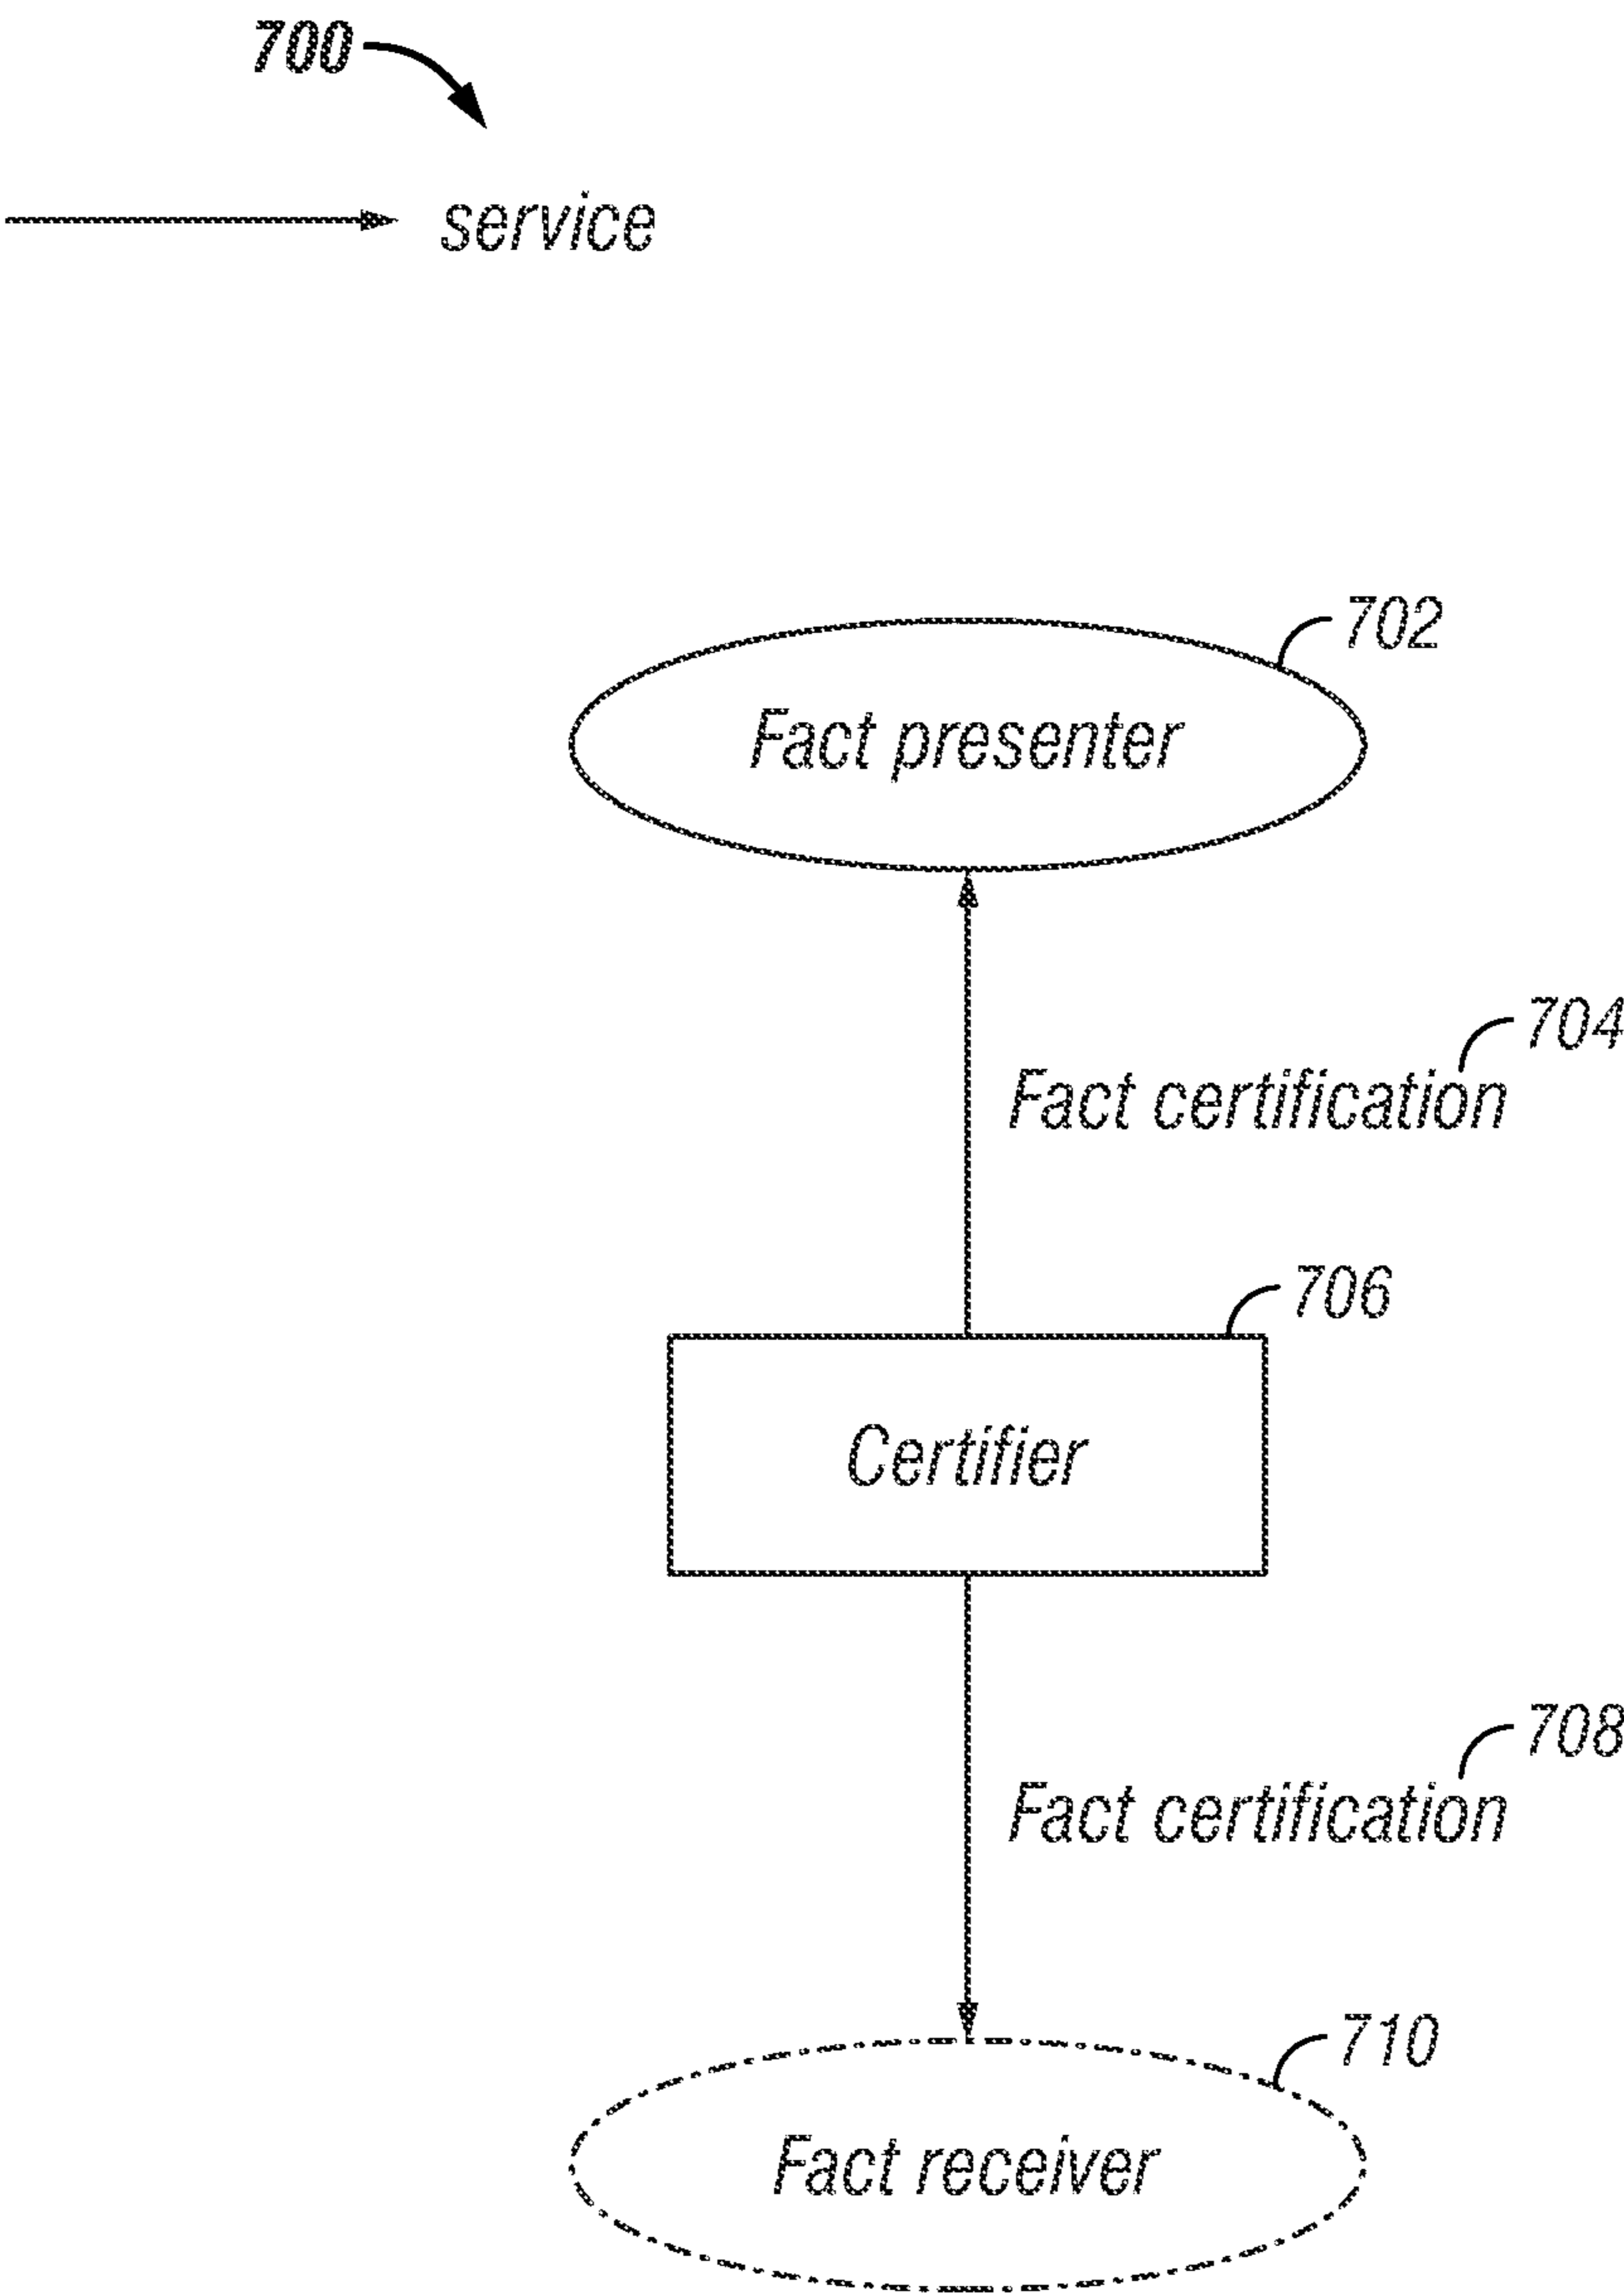 700
service
702
Fact presenter
704
Fact certification
706
Certifier
708
Fact certification
710
Fact receiver